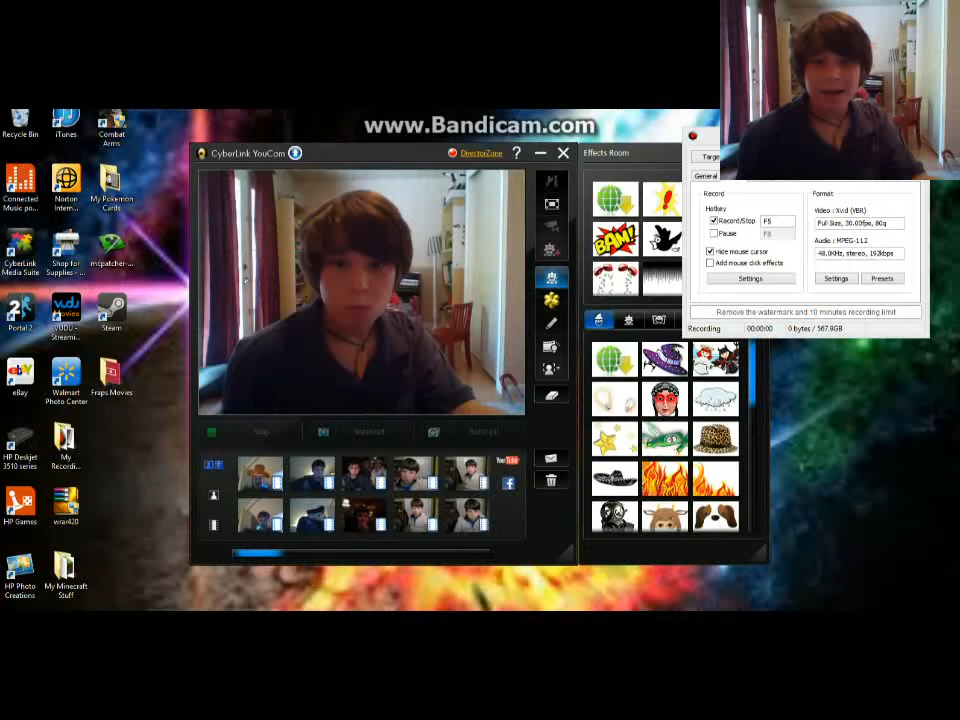 www.Bandicam.com
Recycle Bin
iTunes
Combat
Arms
CyberLink YouCam
DirectorZone
?
Effects Room
General
Record
Hotkey
Record/Stop
F5
Pause
F8
Hide mouse cursor
Add mouse click effects
Settings
Format
Video : Xvid (VBR)
Full Size, 30.00fps, 80q
Audio : MPEG-1 L2
48.0KHz, stereo, 192kbps
Settings
Presets
Remove the watermark and 10 minutes recording limit
Recording
00:00:00
0 bytes / 567.9GB
Connected
Music po...
Norton
Intern...
My Pokemon
Cards
CyberLink
Media Suite
Shop for
Supplies - ...
mcpatcher-...
BAM!
2
Portal 2
vudu
VUDU -
Streami...
Steam
ebay
eBay
Walmart
Photo Center
Fraps Movies
Snap
YouTube
HP Deskjet
3510 series
My
Recordi...
HP Games
wrar420
HP Photo
Creations
My Minecraft
Stuff